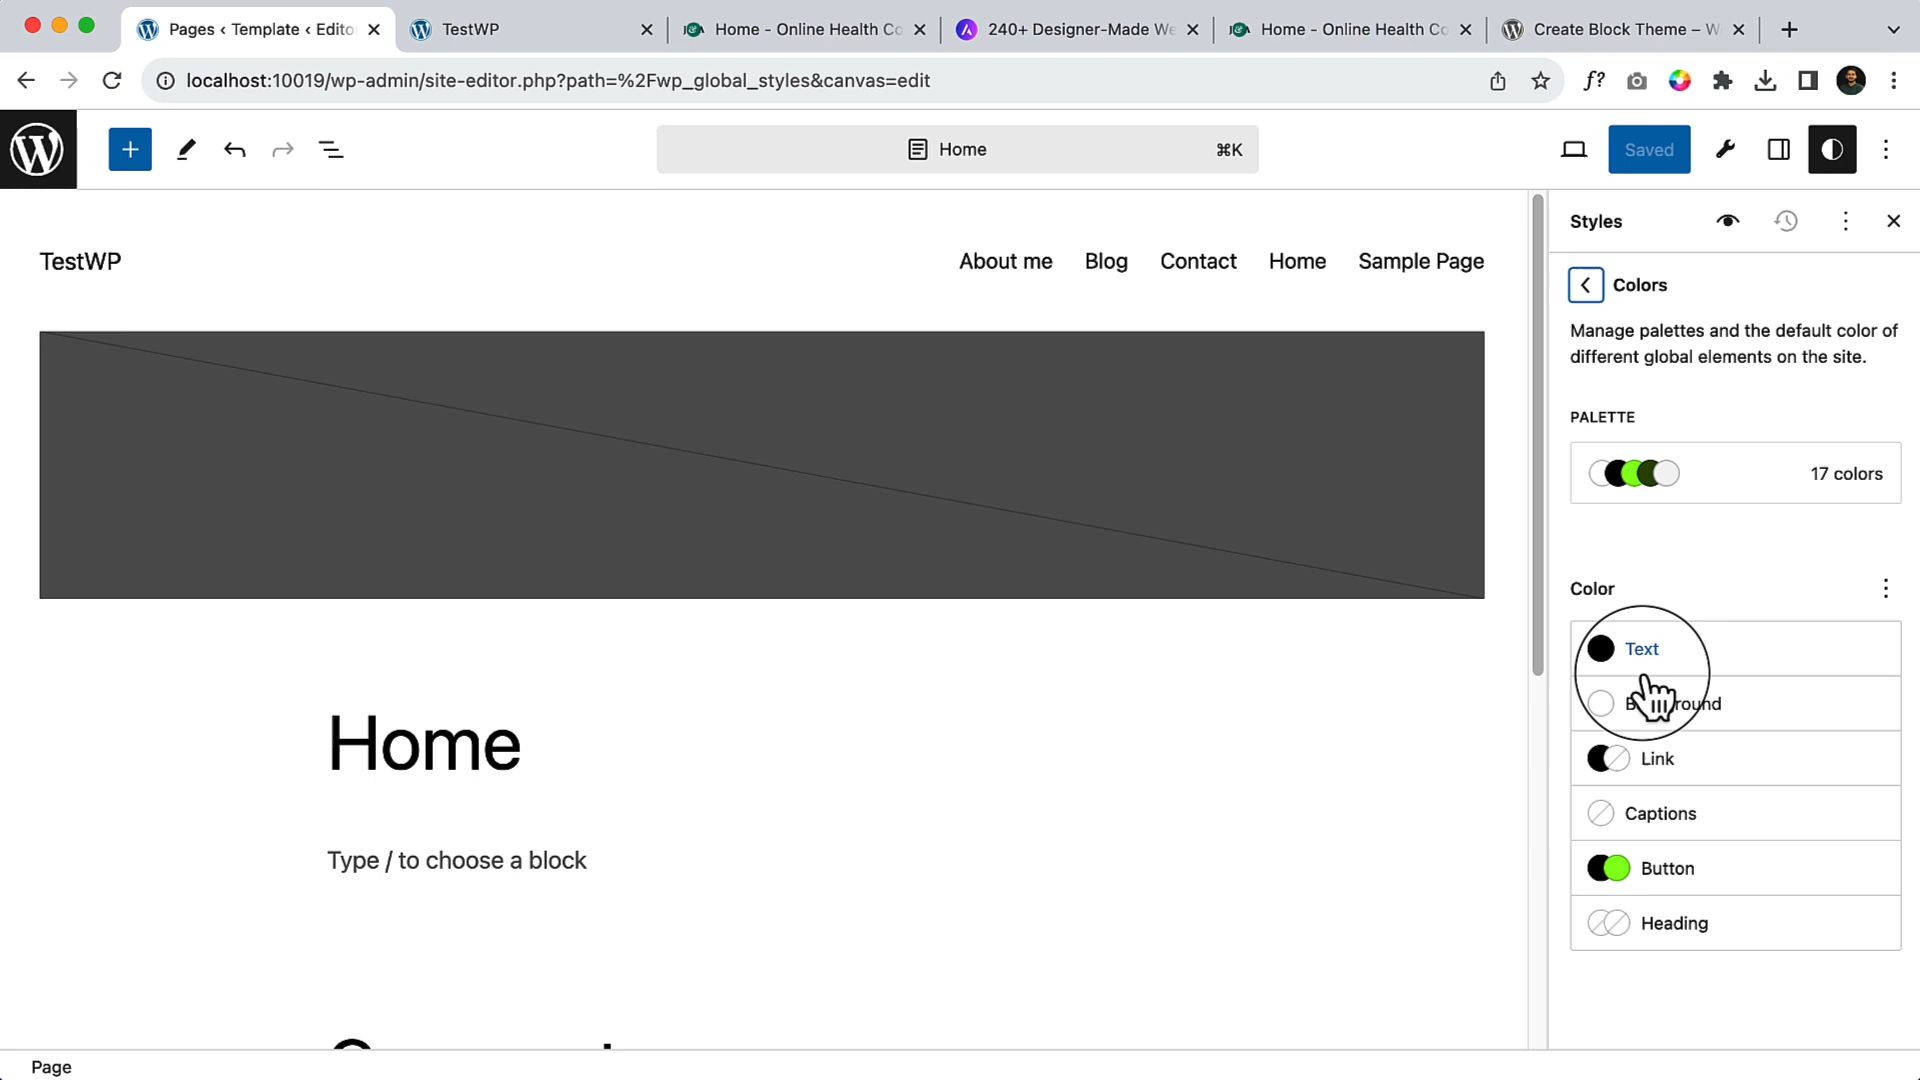 Pages ‹ Template ‹ Edito
TestWP
Home - Online Health Co
240+ Designer-Made We
Home - Online Health Co
Create Block Theme – W
localhost:10019/wp-admin/site-editor.php?path=%2Fwp_global_styles&canvas=edit
f?
Home
⌘K
Saved
Styles
TestWP
About me
Blog
Contact
Home
Sample Page
Colors
Manage palettes and the default color of
different global elements on the site.
PALETTE
17 colors
Color
Text
Link
Captions
Button
Heading
Home
Type / to choose a block
Page